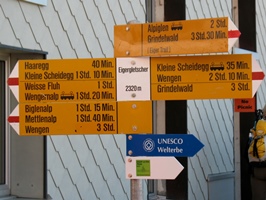 Alpiglen 2 Std.
Grindelwald 3 Std. 30 Min.
Haaregg 40 Min.
Kleine Scheidegg 1 Std. 10 Min.
Weisse Fluh 1 Std.
Wengernalp 1 Std. 20 Min.
Biglenalp 1 Std. 15 Min.
Mettlenalp 1 Std. 40 Min.
Wengen 3 Std.
Eigergletscher
2320 m
Kleine Scheidegg 35 Min.
Wengen 2 Std. 10 Min.
Grindelwald 3 Std.
UNESCO
Welterbe